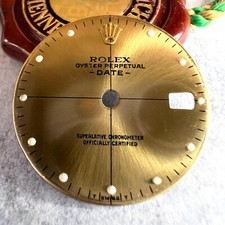 ROLEX
OYSTER PERPETUAL
-DATE-
SUPERLATIVE CHRONOMETER
OFFICIALLY CERTIFIED